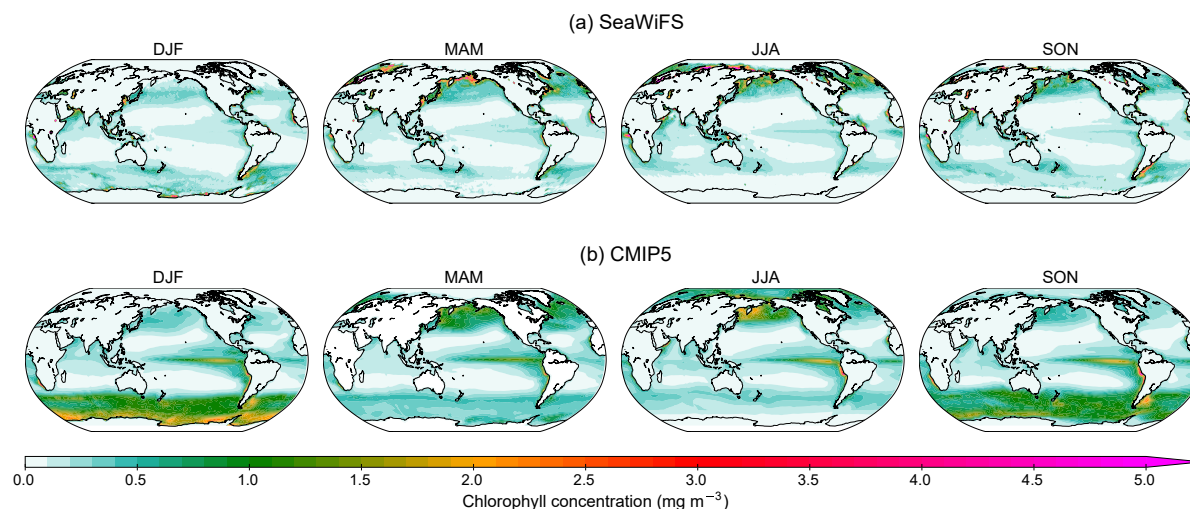 (a) SeaWiFS
DJF MAM JJA SON
(b) CMIP5
DJF MAM JJA SON
0.0 0.5 1.0 1.5 2.0 2.5 3.0 3.5 4.0 4.5 5.0
Chlorophyll concentration (mg m⁻³)